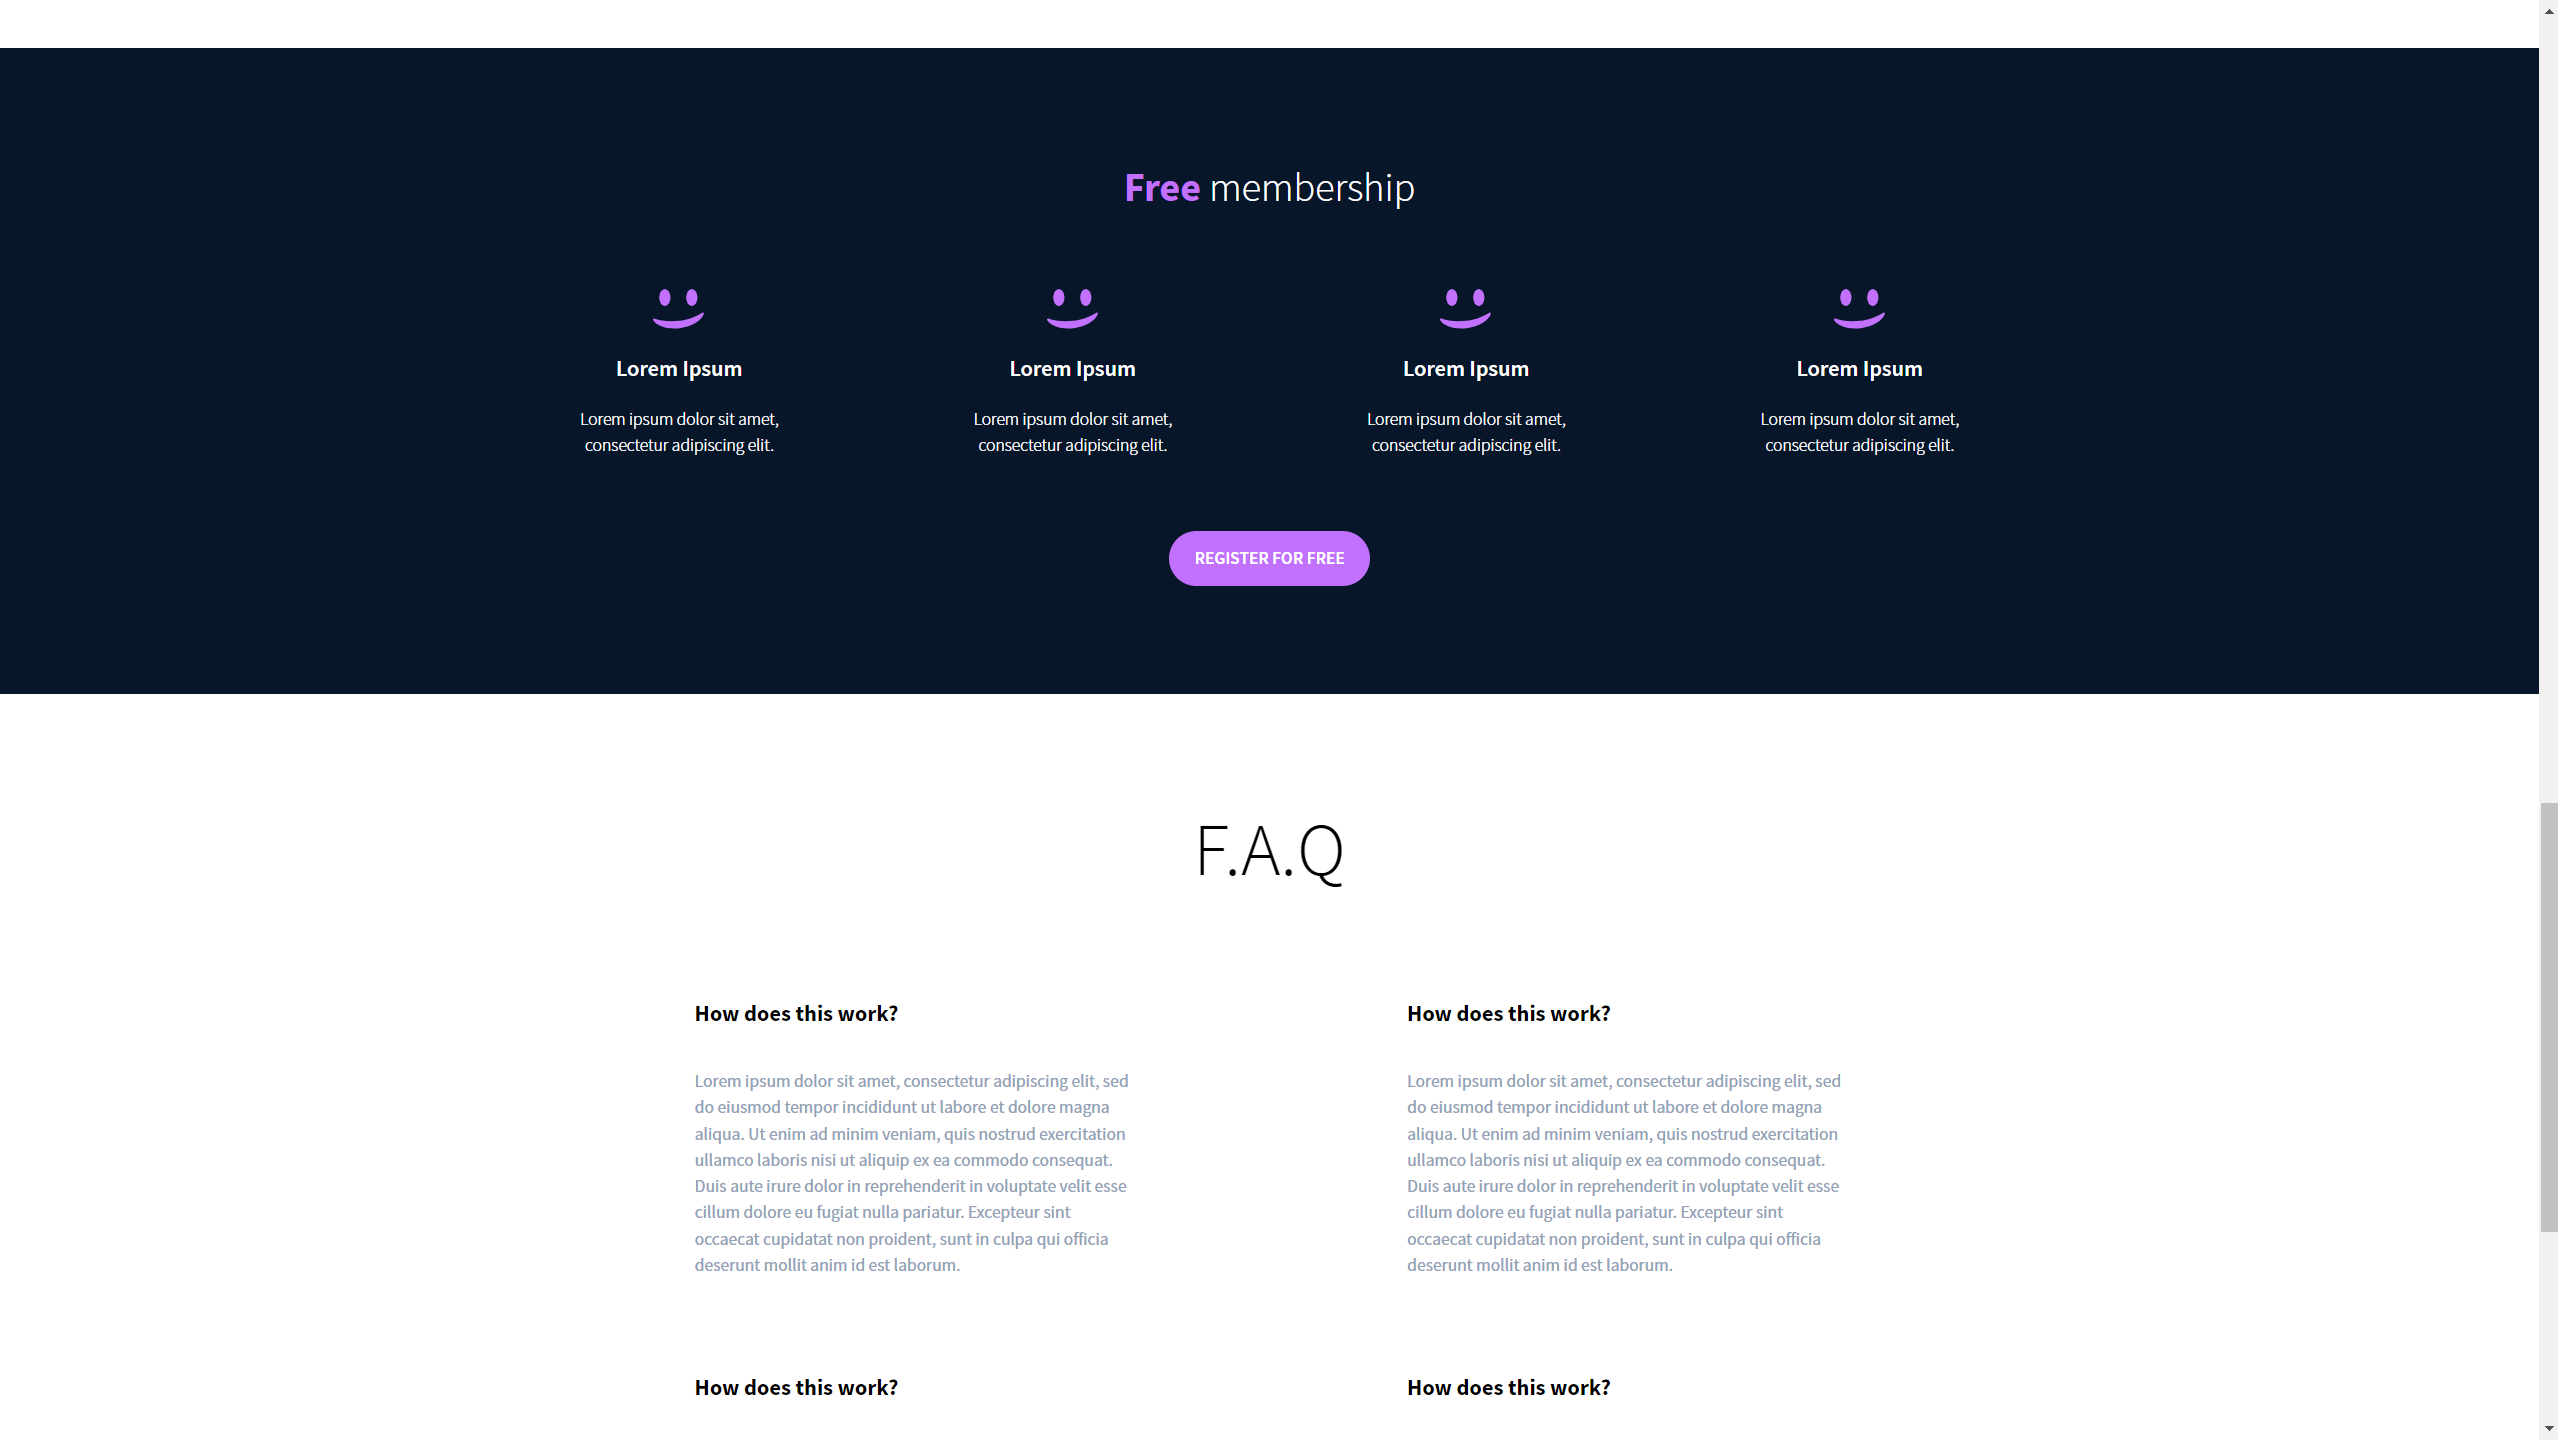 Free membership
Lorem Ipsum
Lorem ipsum dolor sit amet,
consectetur adipiscing elit.
Lorem Ipsum
Lorem ipsum dolor sit amet,
consectetur adipiscing elit.
Lorem Ipsum
Lorem ipsum dolor sit amet,
consectetur adipiscing elit.
Lorem Ipsum
Lorem ipsum dolor sit amet,
consectetur adipiscing elit.
REGISTER FOR FREE
F.A.Q
How does this work?
Lorem ipsum dolor sit amet, consectetur adipiscing elit, sed
do eiusmod tempor incididunt ut labore et dolore magna
aliqua. Ut enim ad minim veniam, quis nostrud exercitation
ullamco laboris nisi ut aliquip ex ea commodo consequat.
Duis aute irure dolor in reprehenderit in voluptate velit esse
cillum dolore eu fugiat nulla pariatur. Excepteur sint
occaecat cupidatat non proident, sunt in culpa qui officia
deserunt mollit anim id est laborum.
How does this work?
Lorem ipsum dolor sit amet, consectetur adipiscing elit, sed
do eiusmod tempor incididunt ut labore et dolore magna
aliqua. Ut enim ad minim veniam, quis nostrud exercitation
ullamco laboris nisi ut aliquip ex ea commodo consequat.
Duis aute irure dolor in reprehenderit in voluptate velit esse
cillum dolore eu fugiat nulla pariatur. Excepteur sint
occaecat cupidatat non proident, sunt in culpa qui officia
deserunt mollit anim id est laborum.
How does this work?
How does this work?